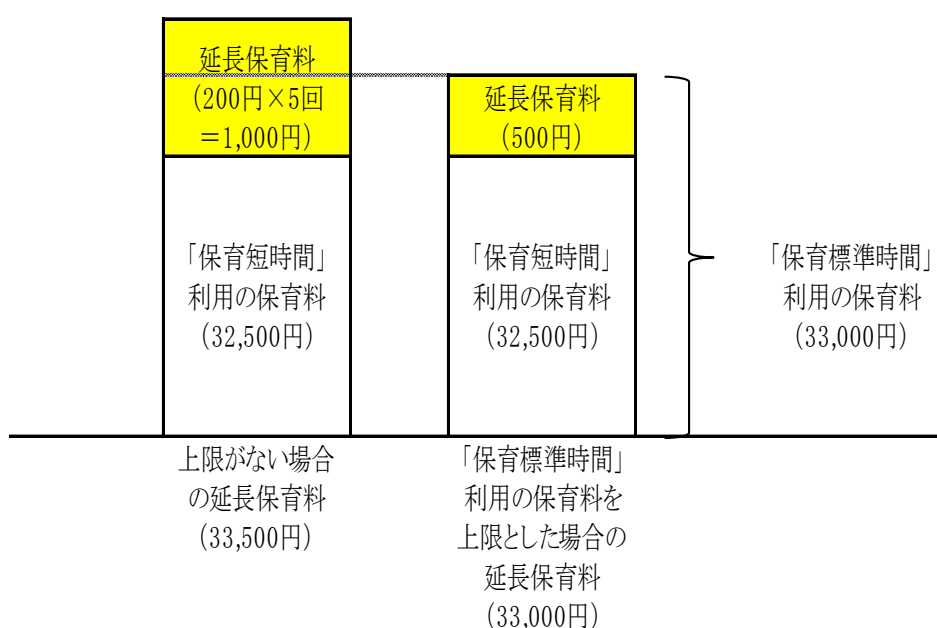 延長保育料
(200円×5回
=1,000円)
延長保育料
(500円)
「保育短時間」
利用の保育料
(32,500円)
「保育短時間」
利用の保育料
(32,500円)
「保育標準時間」
利用の保育料
(33,000円)
上限がない場合
の延長保育料
(33,500円)
「保育標準時間」
利用の保育料を
上限とした場合の
延長保育料
(33,000円)